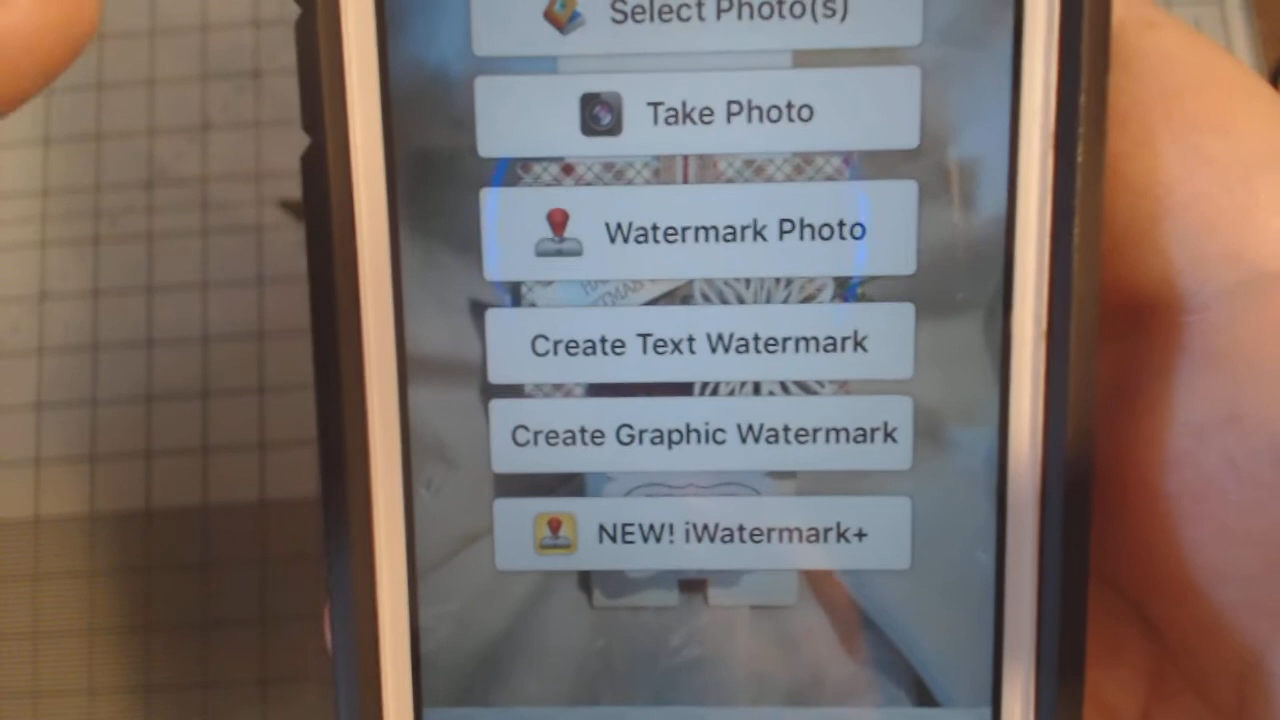 Select Photo(s)
Take Photo
Watermark Photo
Create Text Watermark
Create Graphic Watermark
NEW! iWatermark+